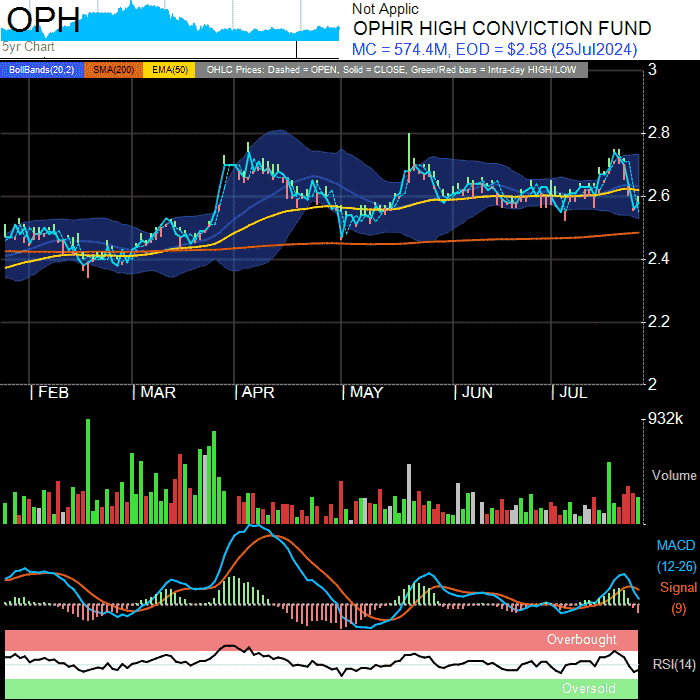 OPH
Not Applic
OPHIR HIGH CONVICTION FUND
5yr Chart
MC = 574.4M, EOD = $2.58 (25Jul2024)
BollBands(20,2) SMA(200) EMA(50) OHLC Prices: Dashed = OPEN, Solid = CLOSE, Green/Red bars = Intra-day HIGH/LOW
3
2.8
2.6
2.4
2.2
2
FEB MAR APR MAY JUN JUL
932k
Volume
MACD
(12-26)
Signal
(9)
Overbought
RSI(14)
Oversold